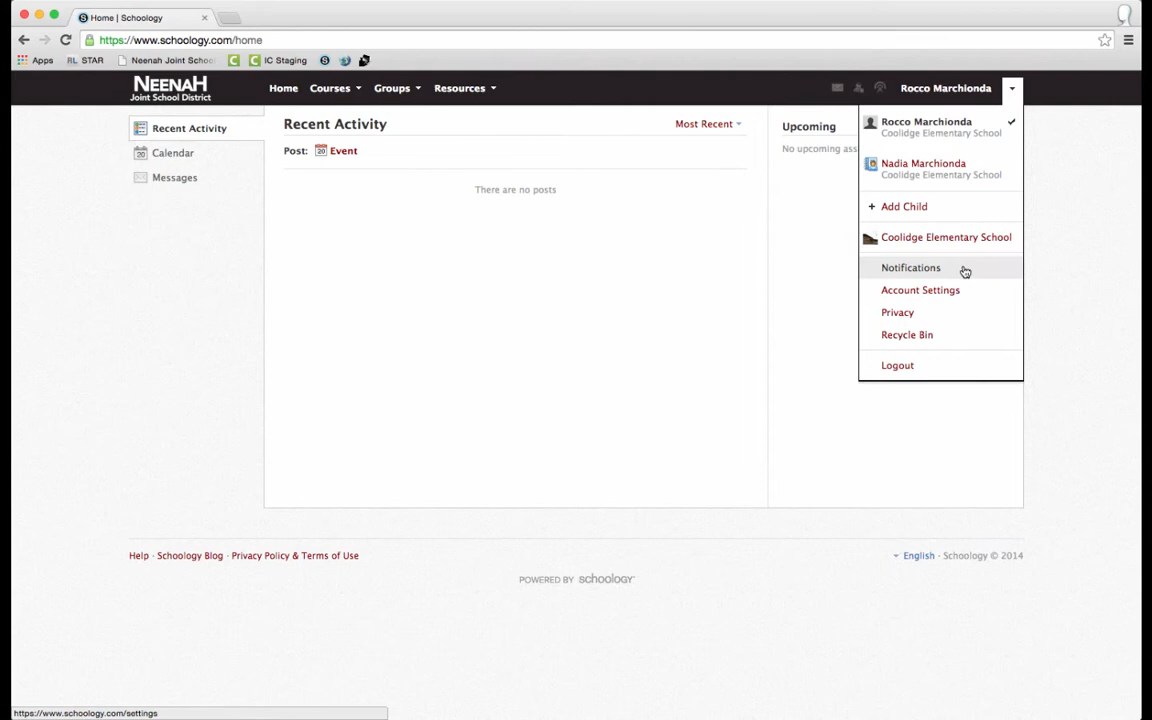 Home | Schoology
https://www.schoology.com/home
Apps RL STAR Neenah Joint Schoo IC Staging
NEENAH
Joint School District
Home Courses Groups Resources Rocco Marchionda
Recent Activity
Calendar
Messages
Recent Activity Most Recent
Post: Event
There are no posts
Upcoming
No upcoming ass
Rocco Marchionda
Coolidge Elementary School
Nadia Marchionda
Coolidge Elementary School
+ Add Child
Coolidge Elementary School
Notifications
Account Settings
Privacy
Recycle Bin
Logout
Help · Schoology Blog · Privacy Policy & Terms of Use
English · Schoology © 2014
POWERED BY schoology
https://www.schoology.com/settings